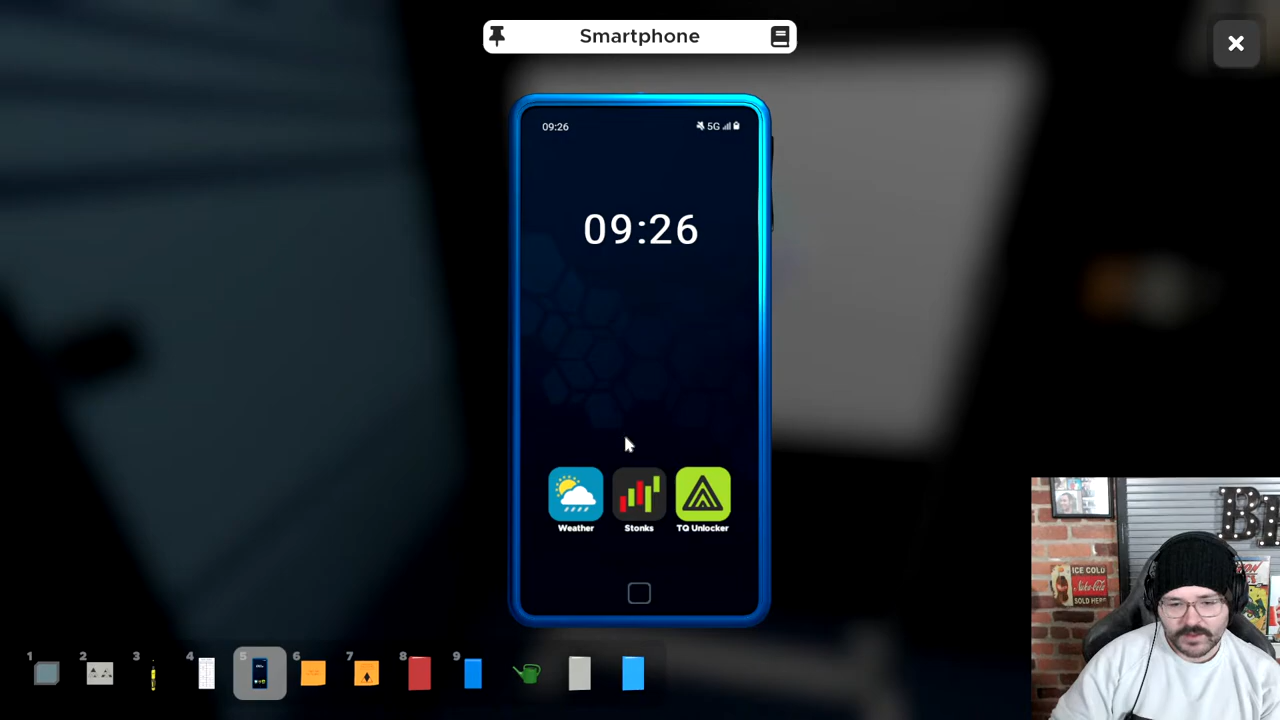 Smartphone
09:26
5G
09:26
Weather
Stonks
TQ Unlocker
1
2
3
4
5
6
7
8
9
ICE COLD
Nuka-Cola
SOLD HERE